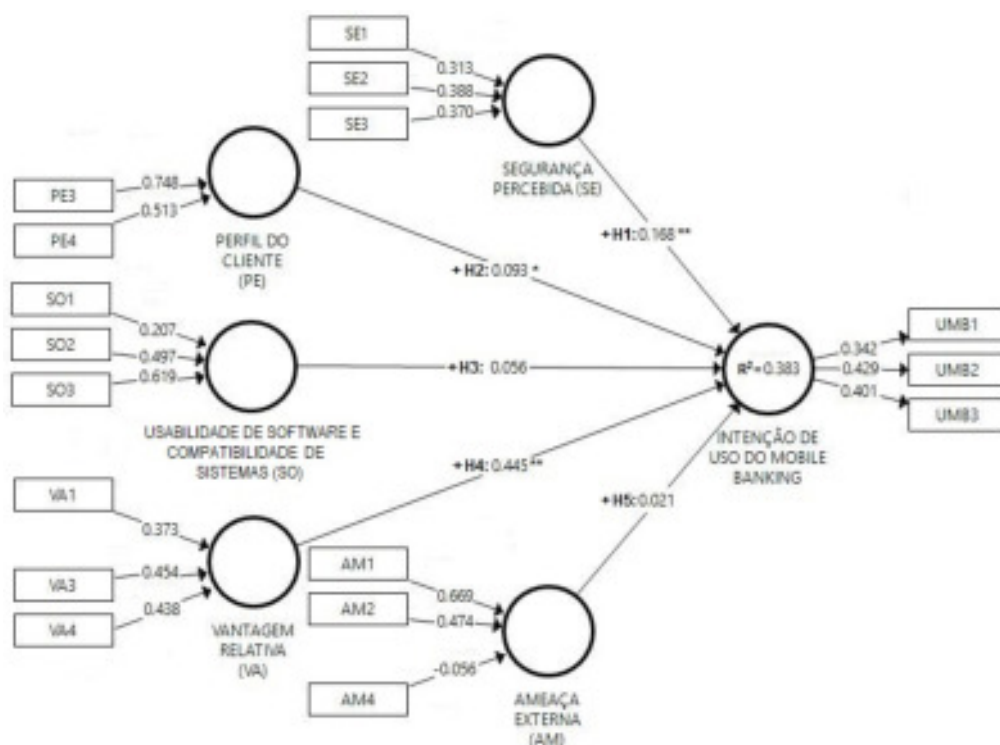 SE1
0.313
SE2
0.388
SE3
0.370
SEGURANÇA
PERCEBIDA (SE)
+H1: 0.168 **
PE3
0.748
PE4
0.513
PERFIL DO
CLIENTE
(PE)
+H2: 0.093 *
SO1
0.207
SO2
0.497
SO3
0.619
USABILIDADE DE SOFTWARE E
COMPATIBILIDADE DE
SISTEMAS (SO)
+H3: 0.056
R²=0.383
INTENÇÃO DE
USO DO MOBILE
BANKING
0.342
UMB1
0.429
UMB2
0.401
UMB3
VA1
0.373
VA3
0.454
VA4
0.438
VANTAGEM
RELATIVA
(VA)
+H4: 0.445**
AM1
0.669
AM2
0.474
AM4
-0.056
AMEAÇA
EXTERNA
(AM)
+H5: 0.021